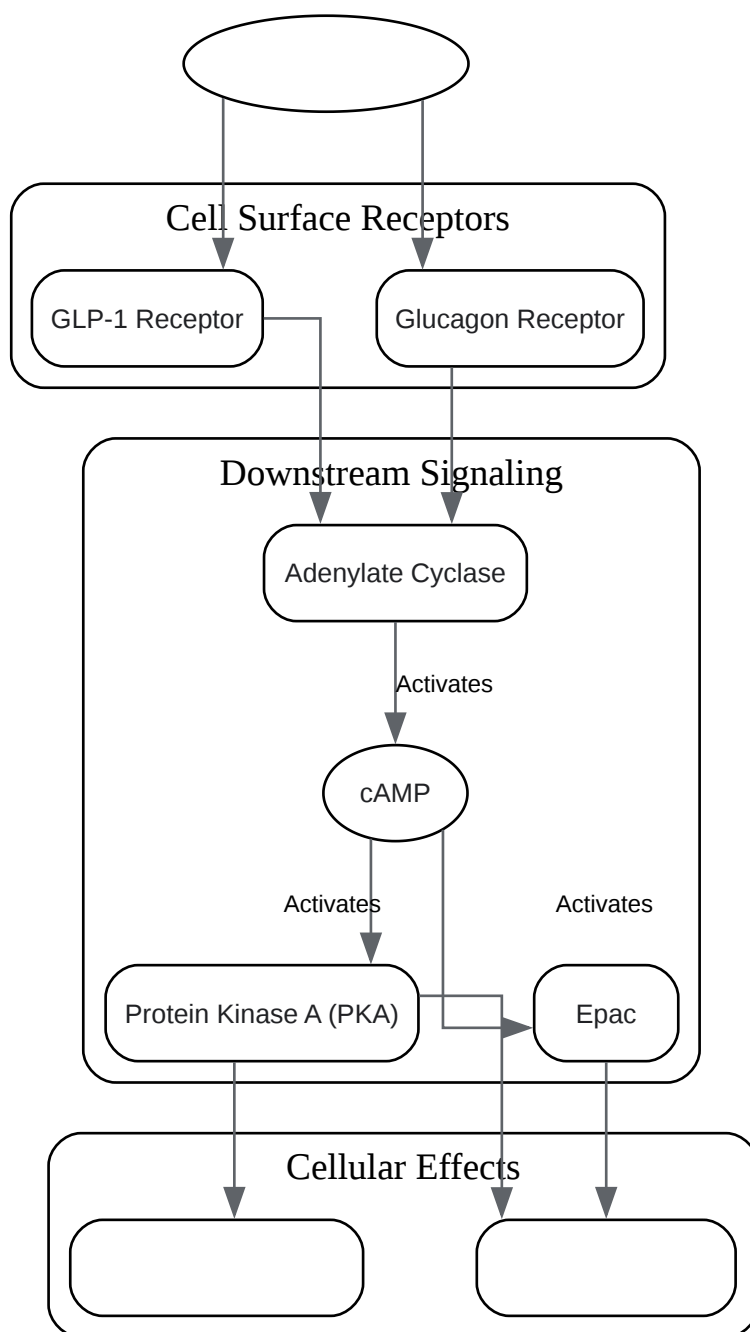 Cell Surface Receptors
GLP-1 Receptor
Glucagon Receptor
Downstream Signaling
Adenylate Cyclase
Activates
cAMP
Activates
Activates
Protein Kinase A (PKA)
Epac
Cellular Effects